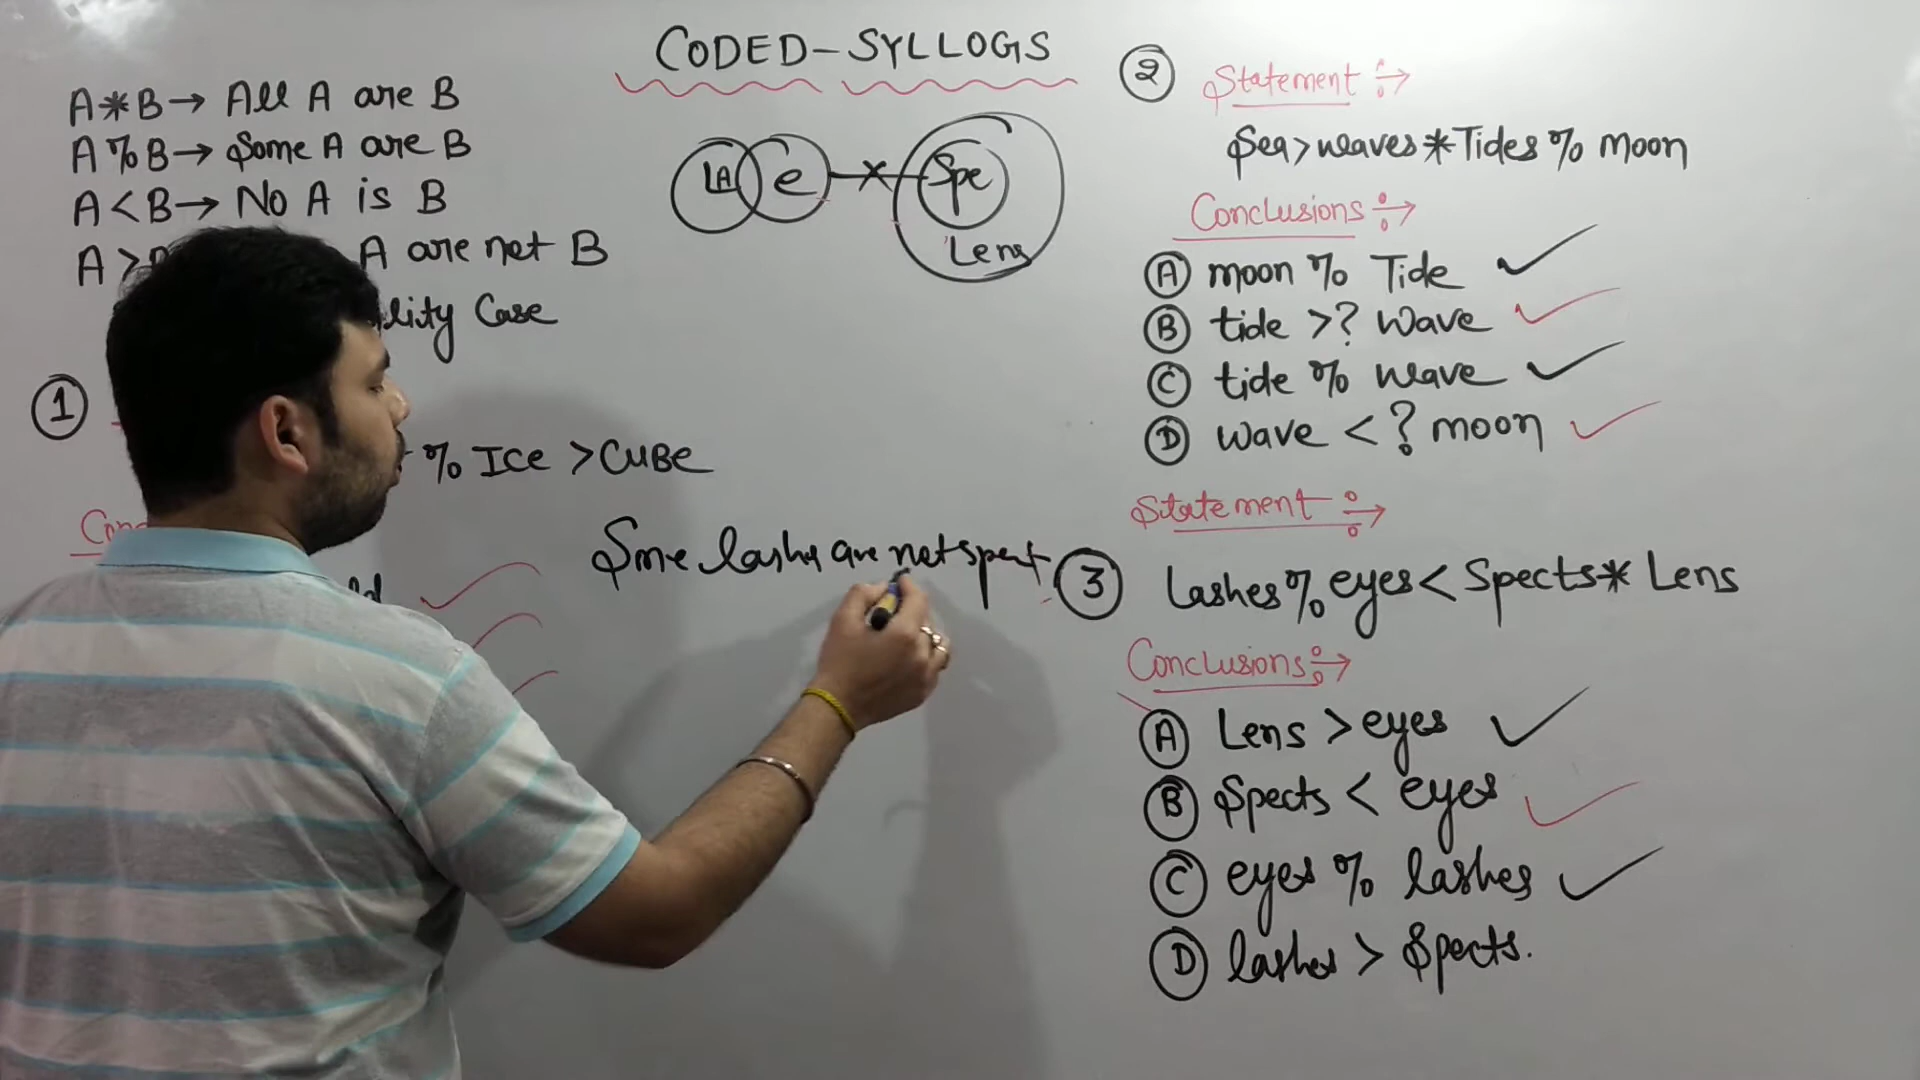 CODED-SYLLOGS
A*B→ All A are B
A%B→ Some A are B
A<B→ No A is B
A> A are not B
Case
LA e Spe
Lens
1
% ICe >CUBe
Some lashes are not
2 Statement:→
Sea>waves*Tides % moon
Conclusions:→
A moon % Tide
B tide >? wave
C tide % wave
D wave <? moon
Statement:→
3 Lashes%eyes<Spects*Lens
Conclusions:→
A Lens >eyes
B Spects < eyes
C eyes % lashes
D lashes > Spects.